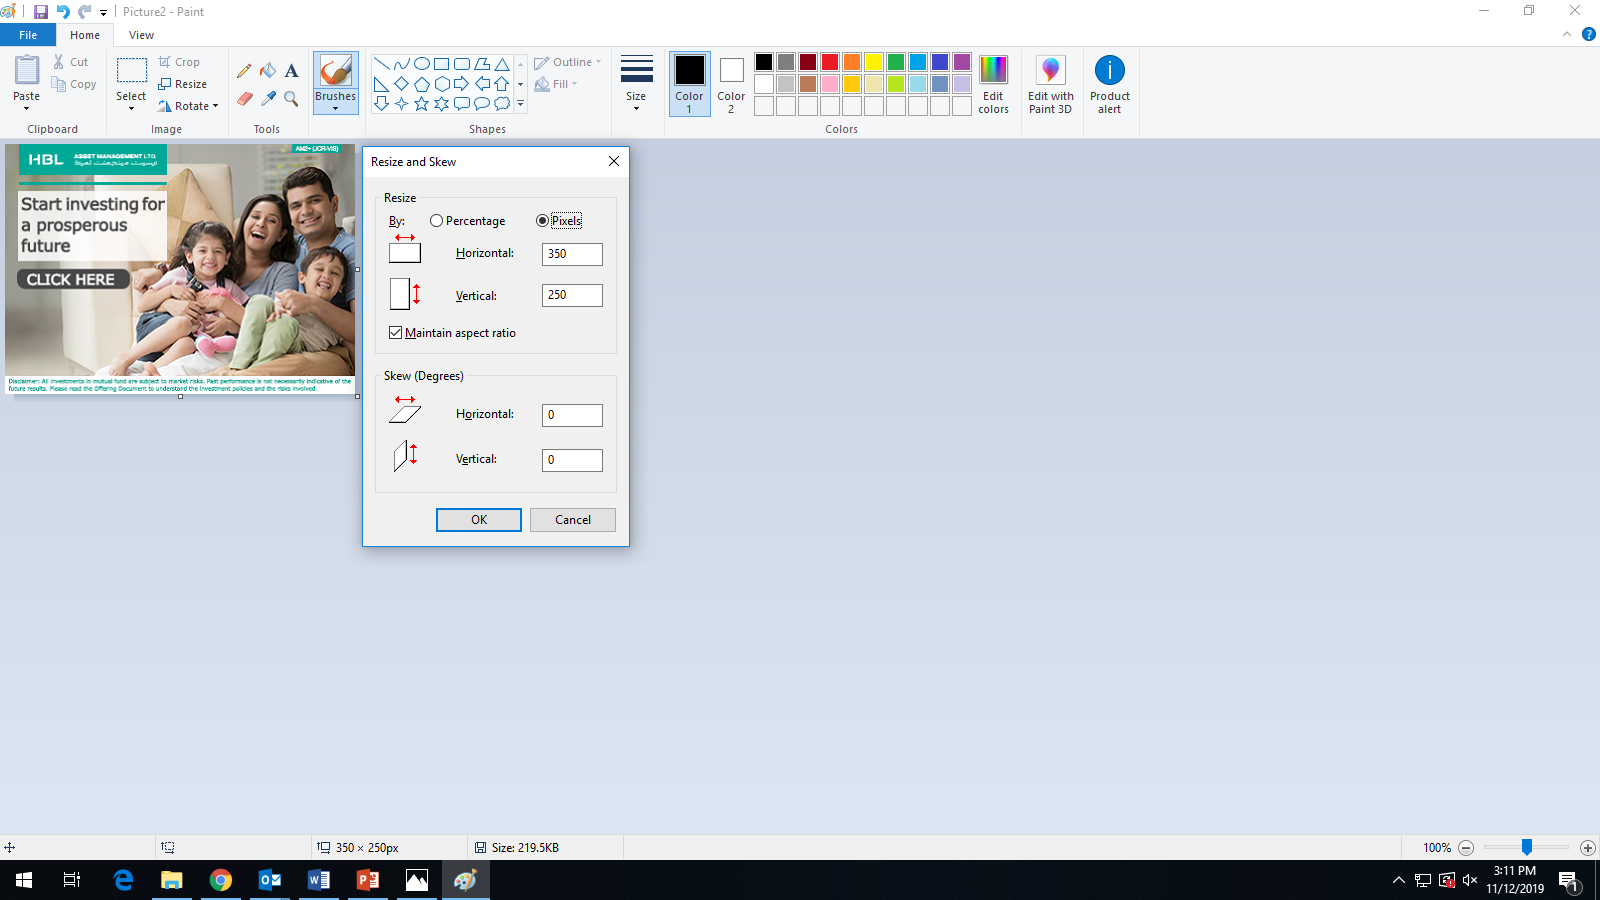 Picture2 - Paint
File
Home
View
Paste
Cut
Copy
Clipboard
Select
Crop
Resize
Rotate
Image
A
Tools
Brushes
Outline
Fill
Shapes
Size
Color
1
Color
2
Edit
colors
Colors
Edit with
Paint 3D
Product
alert
HBL
ASSET MANAGEMENT LTD.
AM2+ (JCR-VIS)
Start investing for
a prosperous
future
CLICK HERE
Disclaimer: All investments in mutual fund are subject to market risks. Past performance is not necessarily indicative of the
future results. Please read the Offering Document to understand the investment policies and the risks involved.
Resize and Skew
Resize
By:
Percentage
Pixels
Horizontal:
350
Vertical:
250
Maintain aspect ratio
Skew (Degrees)
Horizontal:
0
Vertical:
0
OK
Cancel
350 × 250px
Size: 219.5KB
100%
3:11 PM
11/12/2019
1